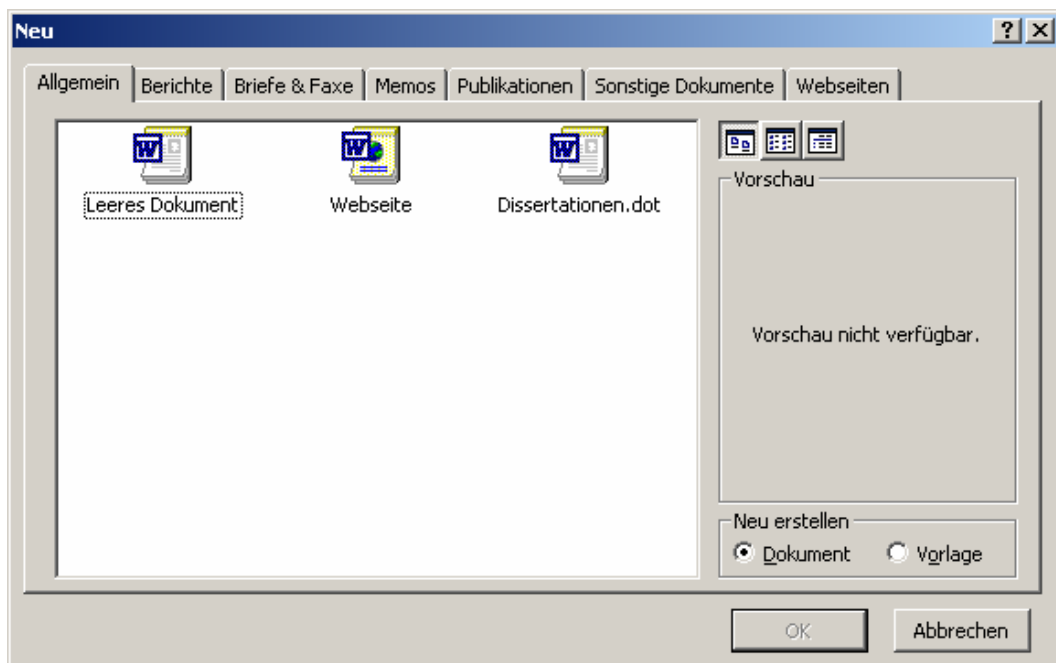 Neu
Allgemein Berichte Briefe & Faxe Memos Publikationen Sonstige Dokumente Webseiten
Leeres Dokument Webseite Dissertationen.dot
Vorschau
Vorschau nicht verfügbar.
Neu erstellen
Dokument Vorlage
OK Abbrechen